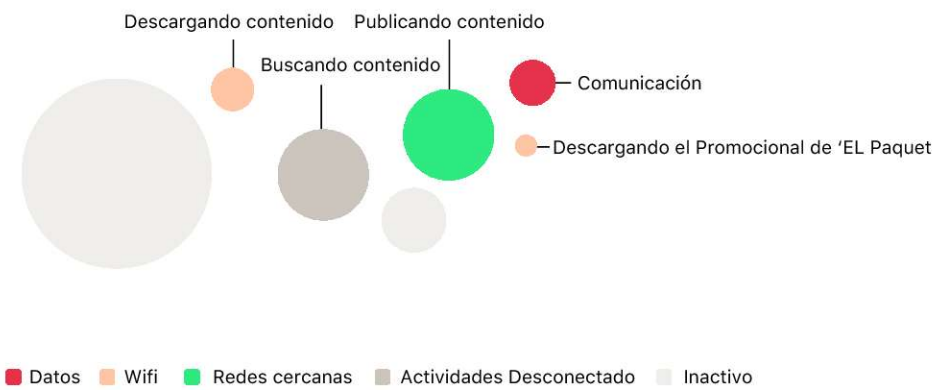 Descargando contenido
Publicando contenido
Buscando contenido
Comunicación
Descargando el Promocional de ‘EL Paquet
Datos
Wifi
Redes cercanas
Actividades Desconectado
Inactivo